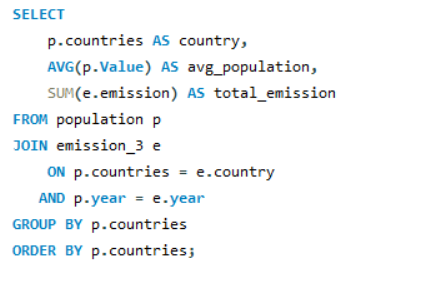 SELECT
    p.countries AS country,
    AVG(p.Value) AS avg_population,
    SUM(e.emission) AS total_emission
FROM population p
JOIN emission_3 e
    ON p.countries = e.country
   AND p.year = e.year
GROUP BY p.countries
ORDER BY p.countries;